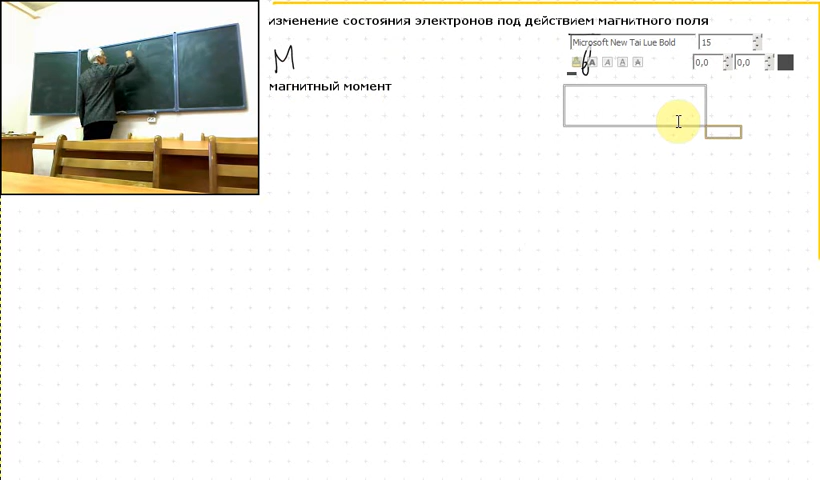 изменение состояния электронов под действием магнитного поля
M
Microsoft New Tai Lue Bold 15
A A A A 0,0 0,0
магнитный момент